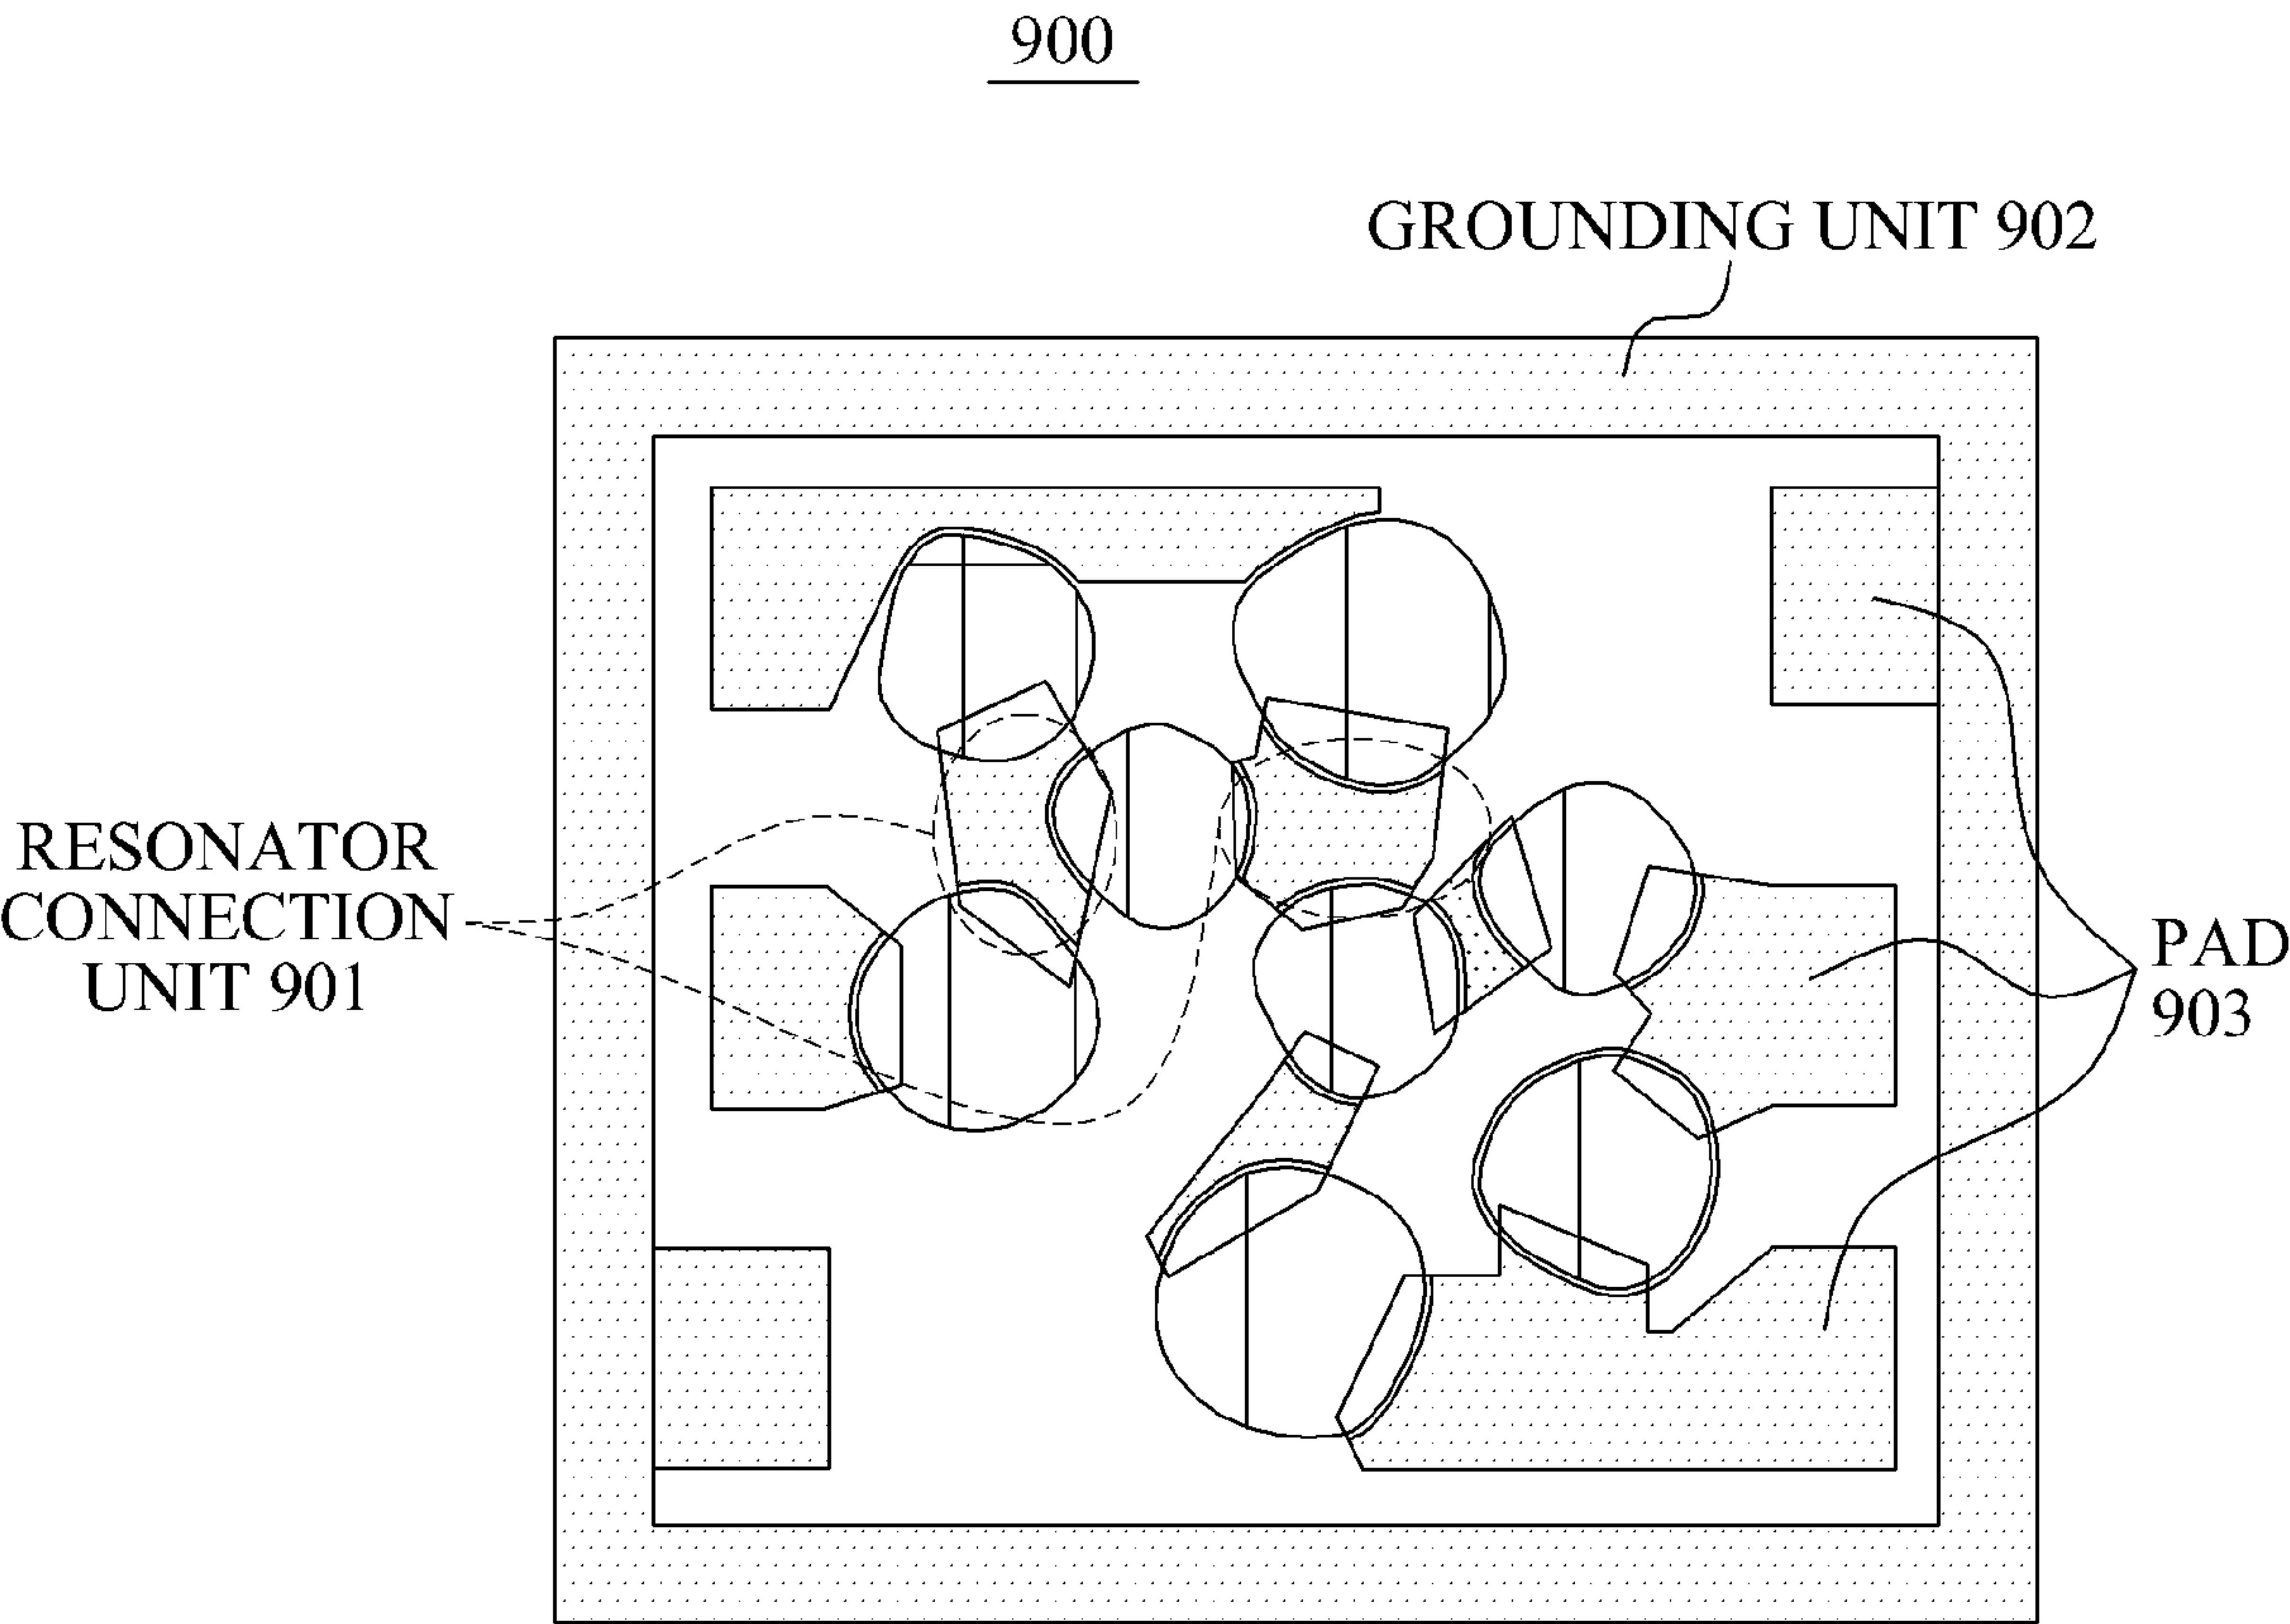 900
GROUNDING UNIT 902
RESONATOR
CONNECTION
UNIT 901
PAD
903